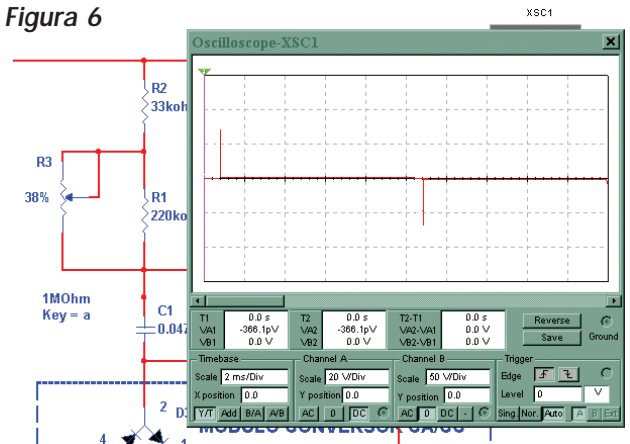 Figura 6
XSC1
Oscilloscope-XSC1
R2
33koh
R3
38%
R1
220ko
1MOhm
Key = a
C1
0.047
T1 0.0 s T2 0.0 s T2-T1 0.0 s Reverse
VA1 -366.1pV VA2 -366.1pV VA2-VA1 0.0 V Save Ground
VB1 0.0 V VB2 0.0 V VB2-VB1 0.0 V
Timebase Channel A Channel B Trigger
Scale 2 ms/Div Scale 20 V/Div Scale 50 V/Div Edge
X position 0.0 Y position 0.0 Y position 0.0 Level 0 V
Y/T Add B/A A/B AC 0 DC AC 0 DC - Sing. Nor. Auto A B Ext
2
4
1